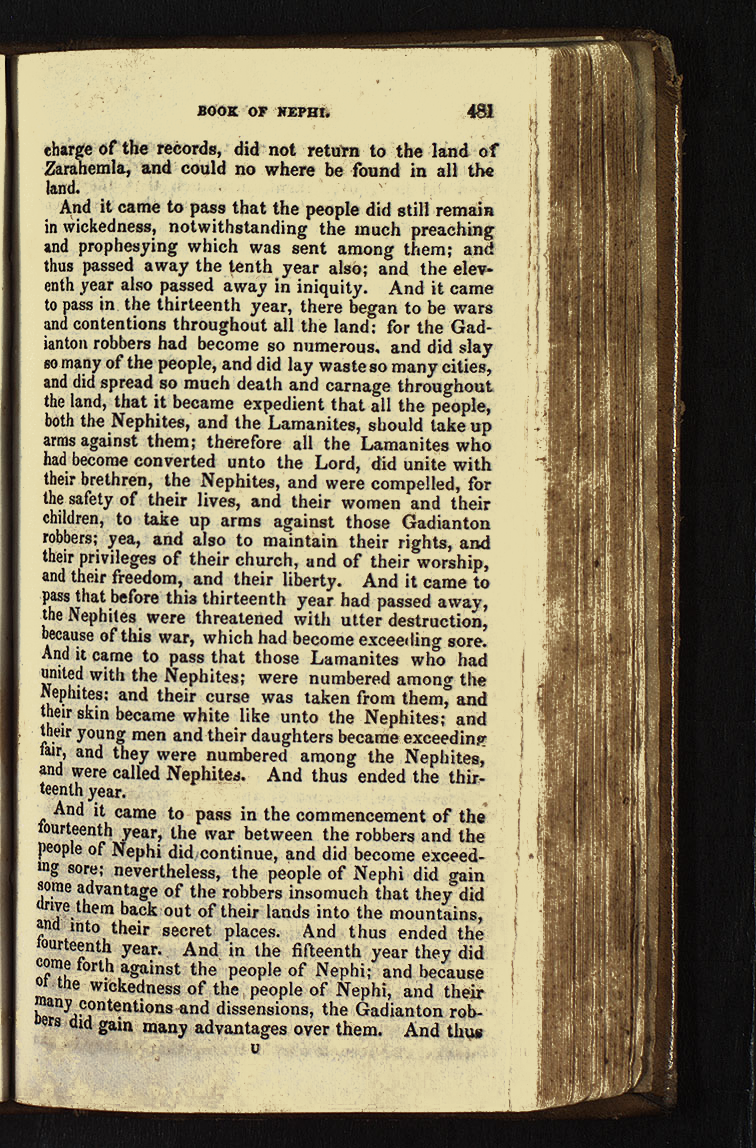 BOOK OF NEPHI. 481
charge of the records, did not return to the land of
Zarahemla, and could no where be found in all the
land.
And it came to pass that the people did still remain
in wickedness, notwithstanding the much preaching
and prophesying which was sent among them; and
thus passed away the tenth year also; and the elev-
enth year also passed away in iniquity. And it came
to pass in the thirteenth year, there began to be wars
and contentions throughout all the land: for the Gad-
ianton robbers had become so numerous, and did slay
so many of the people, and did lay waste so many cities,
and did spread so much death and carnage throughout
the land, that it became expedient that all the people,
both the Nephites, and the Lamanites, should take up
arms against them; therefore all the Lamanites who
had become converted unto the Lord, did unite with
their brethren, the Nephites, and were compelled, for
the safety of their lives, and their women and their
children, to take up arms against those Gadianton
robbers; yea, and also to maintain their rights, and
their privileges of their church, and of their worship,
and their freedom, and their liberty. And it came to
pass that before this thirteenth year had passed away,
the Nephites were threatened with utter destruction,
because of this war, which had become exceeding sore.
And it came to pass that those Lamanites who had
united with the Nephites; were numbered among the
Nephites: and their curse was taken from them, and
their skin became white like unto the Nephites; and
their young men and their daughters became exceeding
fair, and they were numbered among the Nephites,
and were called Nephites. And thus ended the thir-
teenth year.
And it came to pass in the commencement of the
fourteenth year, the war between the robbers and the
people of Nephi did continue, and did become exceed-
ing sore; nevertheless, the people of Nephi did gain
some advantage of the robbers insomuch that they did
drive them back out of their lands into the mountains,
and into their secret places. And thus ended the
fourteenth year. And in the fifteenth year they did
come forth against the people of Nephi; and because
of the wickedness of the people of Nephi, and their
many contentions and dissensions, the Gadianton rob-
bers did gain many advantages over them. And thus
U